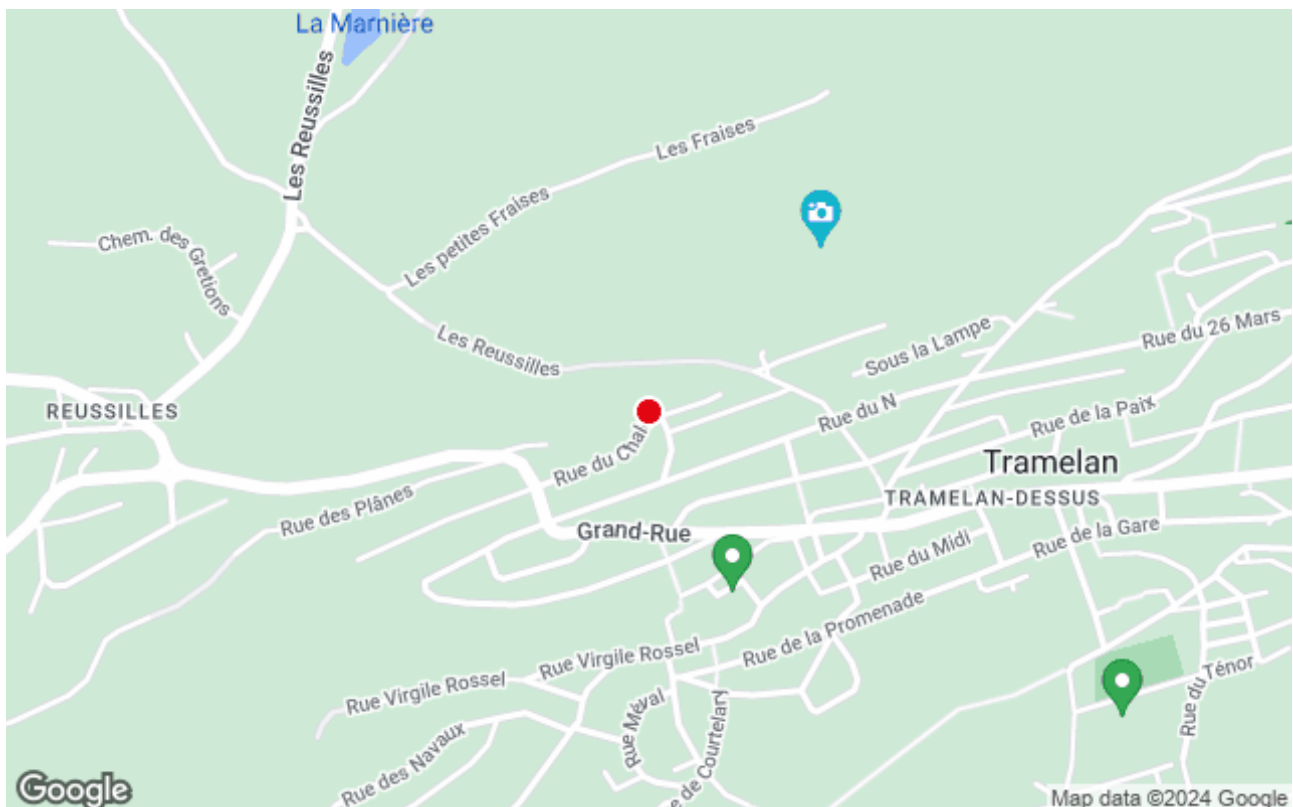 La Marnière
Les Reussilles
Les Fraises
Les petites Fraises
Chem. des Gretions
Les Reussilles
Sous la Lampe
Rue du 26 Mars
REUSSILLES
Rue du N
Rue de la Paix
Rue du Chal
Tramelan
TRAMELAN-DESSUS
Rue des Plânes
Grand-Rue
Rue de la Gare
Rue du Midi
Rue de la Promenade
Rue Virgile Rossel
Rue Virgile Rossel
Rue du Ténor
Rue Méval
Rue des Navaux
e de Courtelary
Google
Map data ©2024 Google